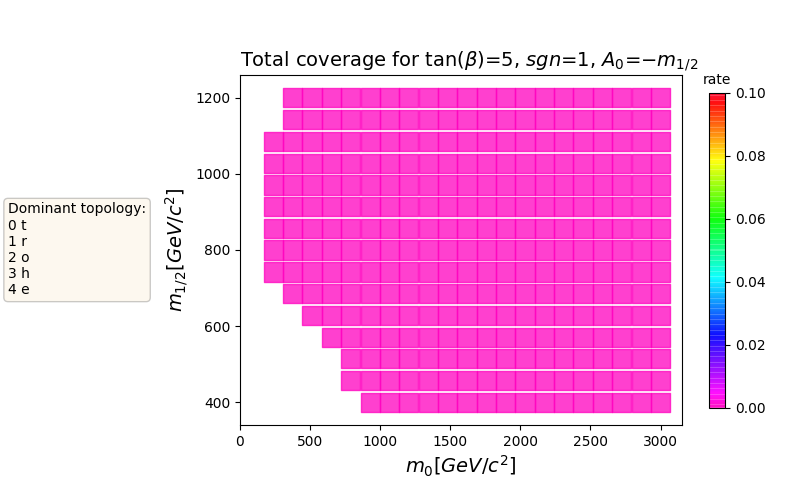 Total coverage for tan(β)=5, sgn=1, A₀=−m₁/₂
rate
0.10
0.08
0.06
0.04
0.02
0.00
1200
1000
800
600
400
m₁/₂[GeV/c²]
0 500 1000 1500 2000 2500 3000
m₀[GeV/c²]
Dominant topology:
0 t
1 r
2 o
3 h
4 e